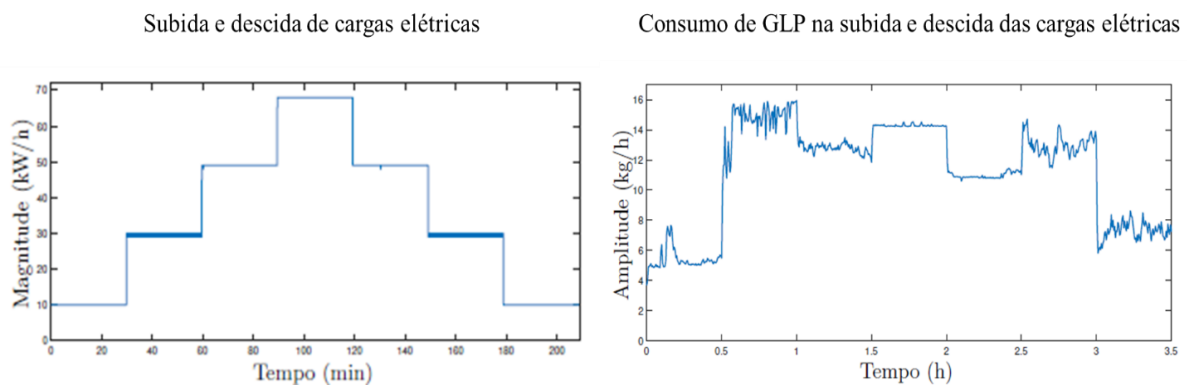 Subida e descida de cargas elétricas
Consumo de GLP na subida e descida das cargas elétricas
Magnitude (kW/h)
70
60
50
40
30
20
10
0
0 20 40 60 80 100 120 140 160 180 200
Tempo (min)
Amplitude (kg/h)
16
14
12
10
8
6
4
2
0
0 0.5 1 1.5 2 2.5 3 3.5
Tempo (h)